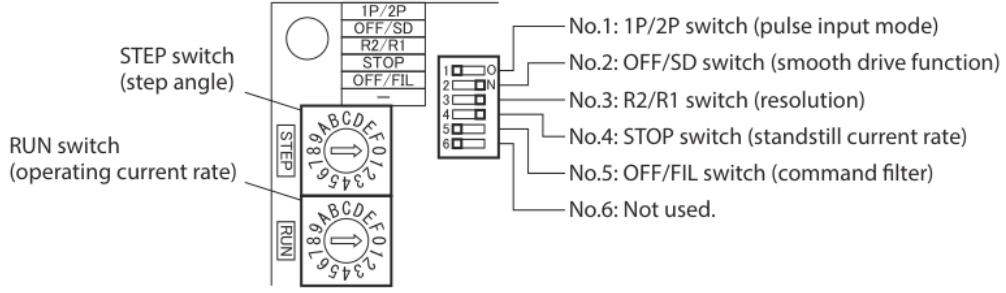 1P/2P
OFF/SD
R2/R1
STOP
OFF/FIL
—
STEP switch
(step angle)
RUN switch
(operating current rate)
STEP
0123456789ABCDEF
RUN
0123456789ABCDEF
1 O
2 N
3
4
5
6
No.1: 1P/2P switch (pulse input mode)
No.2: OFF/SD switch (smooth drive function)
No.3: R2/R1 switch (resolution)
No.4: STOP switch (standstill current rate)
No.5: OFF/FIL switch (command filter)
No.6: Not used.